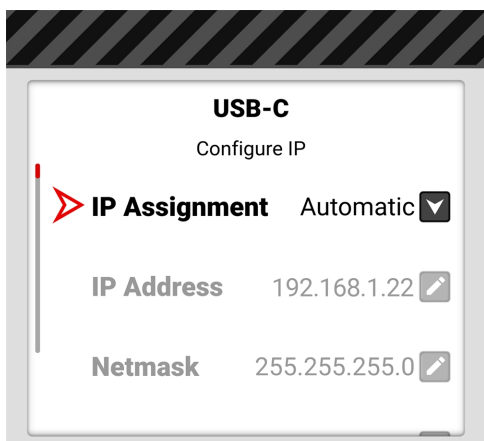 USB-C
Configure IP
IP Assignment Automatic
IP Address 192.168.1.22
Netmask 255.255.255.0